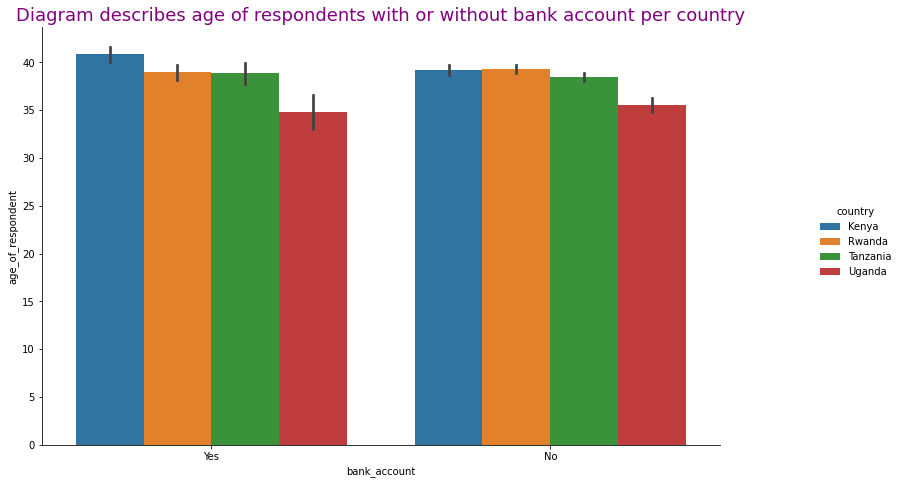 Diagram describes age of respondents with or without bank account per country
40
35
30
25
20
15
10
5
0
age_of_respondent
Yes
No
bank_account
country
Kenya
Rwanda
Tanzania
Uganda